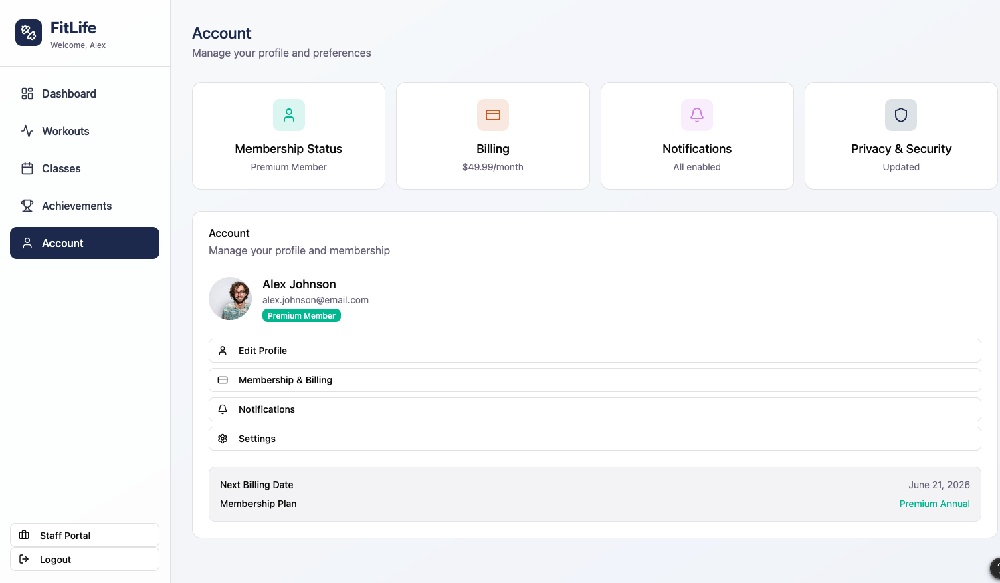 FitLife
Welcome, Alex
Dashboard
Workouts
Classes
Achievements
Account
Staff Portal
Logout
Account
Manage your profile and preferences
Membership Status
Premium Member
Billing
$49.99/month
Notifications
All enabled
Privacy & Security
Updated
Account
Manage your profile and membership
Alex Johnson
alex.johnson@email.com
Premium Member
Edit Profile
Membership & Billing
Notifications
Settings
Next Billing Date June 21, 2026
Membership Plan Premium Annual